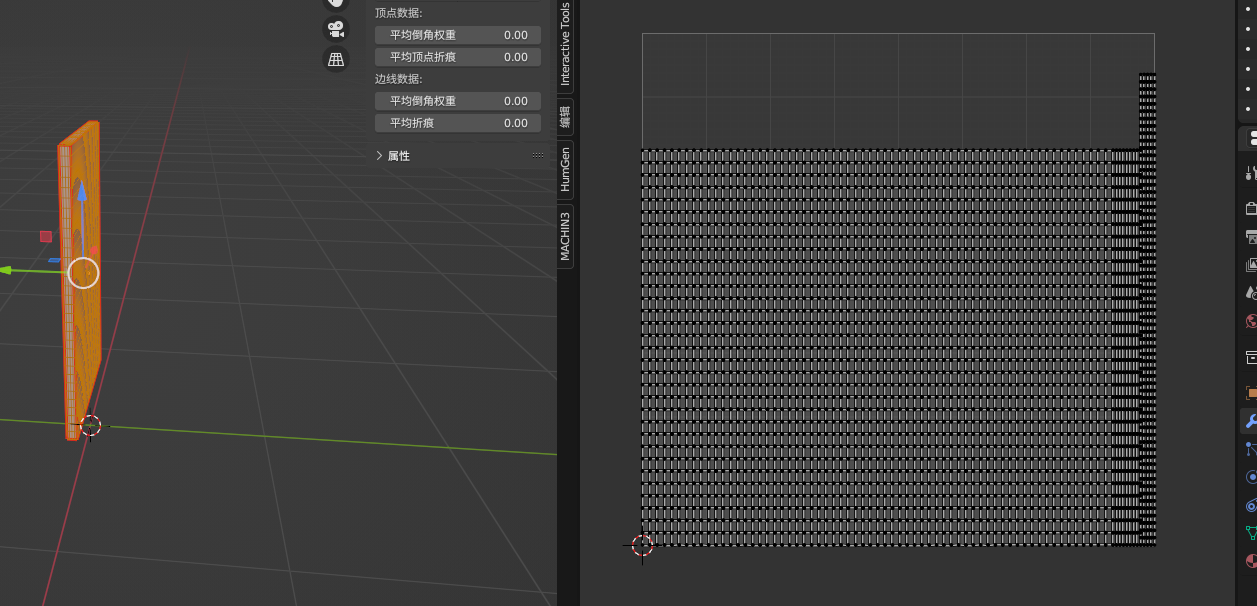 顶点数据:
平均倒角权重 0.00
平均顶点折痕 0.00
边线数据:
平均倒角权重 0.00
平均折痕 0.00
属性
Interactive Tools
编辑
HumGen
MACHIN3